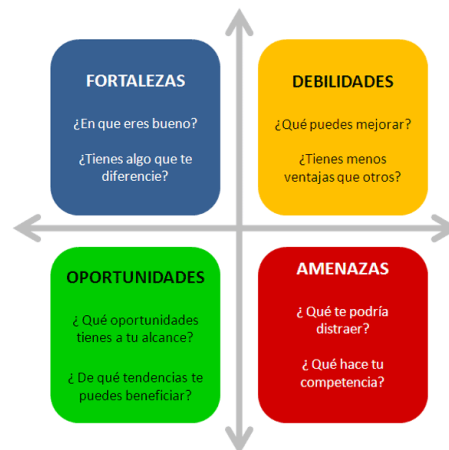 FORTALEZAS
¿En que eres bueno?
¿Tienes algo que te
diferencie?
DEBILIDADES
¿Qué puedes mejorar?
¿Tienes menos
ventajas que otros?
OPORTUNIDADES
¿ Qué oportunidades
tienes a tu alcance?
¿ De qué tendencias te
puedes beneficiar?
AMENAZAS
¿ Qué te podría
distraer?
¿ Qué hace tu
competencia?